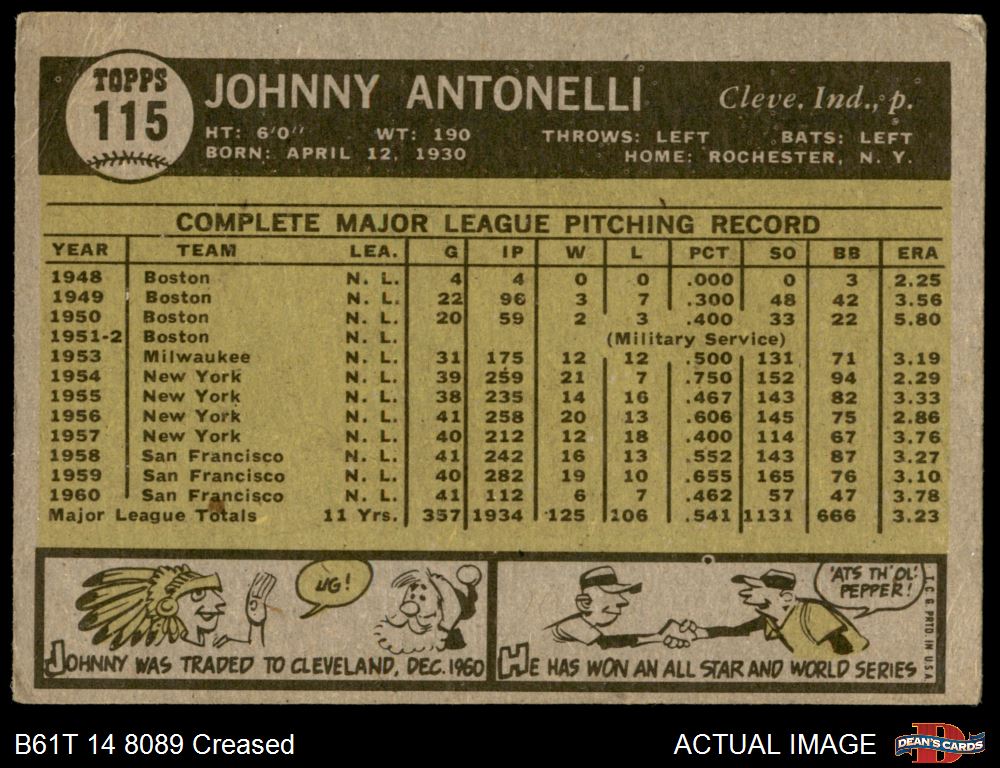 TOPPS
115
JOHNNY ANTONELLI Cleve. Ind., p.
HT: 6'0" WT: 190 THROWS: LEFT BATS: LEFT
BORN: APRIL 12, 1930 HOME: ROCHESTER, N. Y.
COMPLETE MAJOR LEAGUE PITCHING RECORD
YEAR TEAM LEA. G IP W L PCT SO BB ERA
1948 Boston N. L. 4 4 0 0 .000 0 3 2.25
1949 Boston N. L. 22 96 3 7 .300 48 42 3.56
1950 Boston N. L. 20 59 2 3 .400 33 22 5.80
1951-2 Boston N. L. (Military Service)
1953 Milwaukee N. L. 31 175 12 12 .500 131 71 3.19
1954 New York N. L. 39 259 21 7 .750 152 94 2.29
1955 New York N. L. 38 235 14 16 .467 143 82 3.33
1956 New York N. L. 41 258 20 13 .606 145 75 2.86
1957 New York N. L. 40 212 12 18 .400 114 67 3.76
1958 San Francisco N. L. 41 242 16 13 .552 143 87 3.27
1959 San Francisco N. L. 40 282 19 10 .655 165 76 3.10
1960 San Francisco N. L. 41 112 6 7 .462 57 47 3.78
Major League Totals 11 Yrs. 357 1934 125 106 .541 1131 666 3.23
UG!
JOHNNY WAS TRADED TO CLEVELAND, DEC. 1960
'ATS TH' OL'
PEPPER!
HE HAS WON AN ALL STAR AND WORLD SERIES
T. C. G. PRTD. IN U.S.A.
B61T 14 8089 Creased ACTUAL IMAGE
D
DEAN'S CARDS